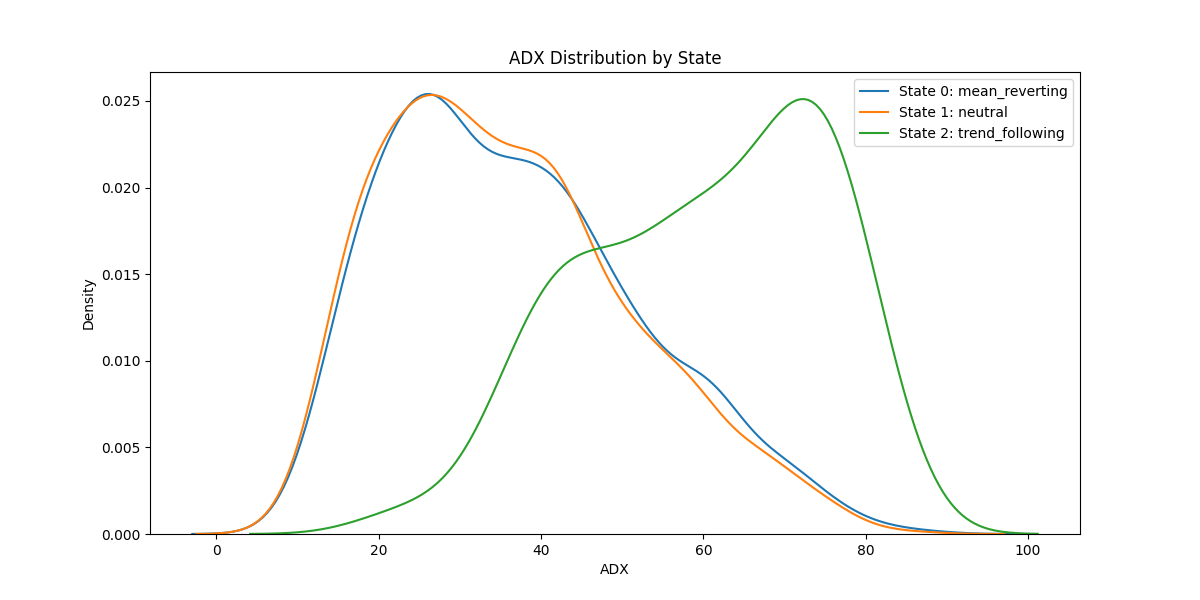 ADX Distribution by State
State 0: mean_reverting
State 1: neutral
State 2: trend_following
Density
0.025
0.020
0.015
0.010
0.005
0.000
0 20 40 60 80 100
ADX